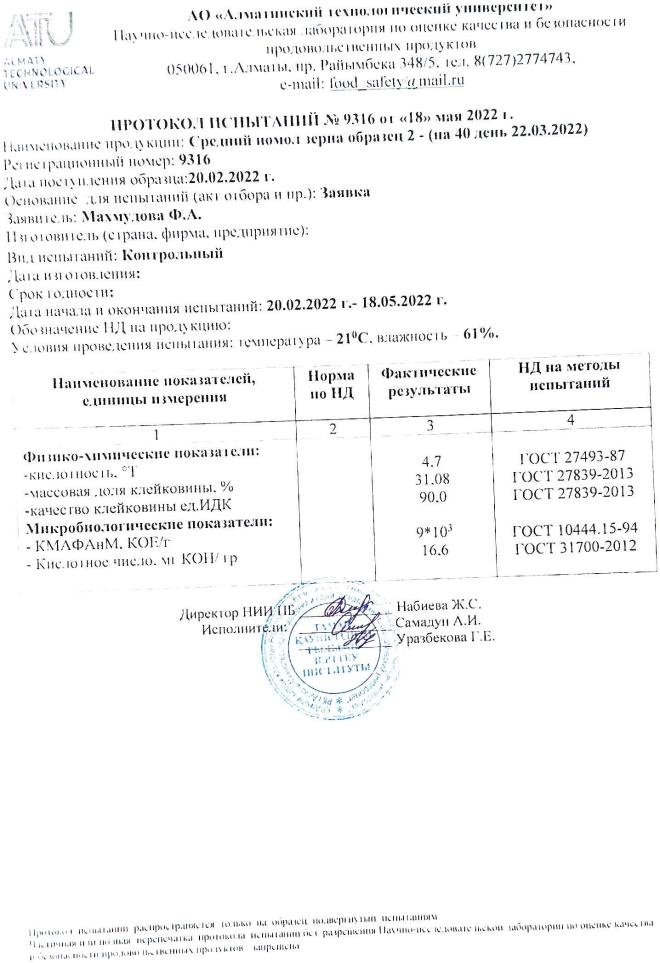 АО «Алматинский технологический университет»
Научно-исследовательская лаборатория по оценке качества и безопасности
продовольственных продуктов
050061, г.Алматы, пр. Райымбека 348/5, тел. 8(727)2774743,
e-mail: food_safety@mail.ru
ATU
ALMATY
TECHNOLOGICAL
UNIVERSITY
ПРОТОКОЛ ИСПЫТАНИЙ № 9316 от «18» мая 2022 г.
Наименование продукции: Средний помол зерна образец 2 - (на 40 день 22.03.2022)
Регистрационный номер: 9316
Дата поступления образца:20.02.2022 г.
Основание для испытаний (акт отбора и пр.): Заявка
Заявитель: Махмудова Ф.А.
Изготовитель (страна, фирма, предприятие):
Вид испытаний: Контрольный
Дата изготовления:
Срок годности:
Дата начала и окончания испытаний: 20.02.2022 г.- 18.05.2022 г.
Обозначение НД на продукцию:
Условия проведения испытания: температура – 21⁰С, влажность – 61%.
Наименование показателей, единицы измерения Норма по НД Фактические результаты НД на методы испытаний
1 2 3 4
Физико-химические показатели:
-кислотность, °Т 4.7 ГОСТ 27493-87
-массовая доля клейковины, % 31.08 ГОСТ 27839-2013
-качество клейковины ед.ИДК 90.0 ГОСТ 27839-2013
Микробиологические показатели:
- КМАФАнМ, КОЕ/г 9*10³ ГОСТ 10444.15-94
- Кислотное число, мг КОН/ гр 16.6 ГОСТ 31700-2012
Директор НИИ ПБ Набиева Ж.С.
Исполнители: Самадун А.И.
Уразбекова Г.Е.
ТАҒАМ
ҚАУІПСІЗДІГІ
ҒЫЛЫМИ
ЗЕРТТЕУ
ИНСТИТУТЫ
Протокол испытаний распространяется только на образец, подвергнутый испытаниям
Частичная или полная перепечатка протокола испытаний без разрешения Научно-исследовательской лаборатории по оценке качества
и безопасности продовольственных продуктов запрещена